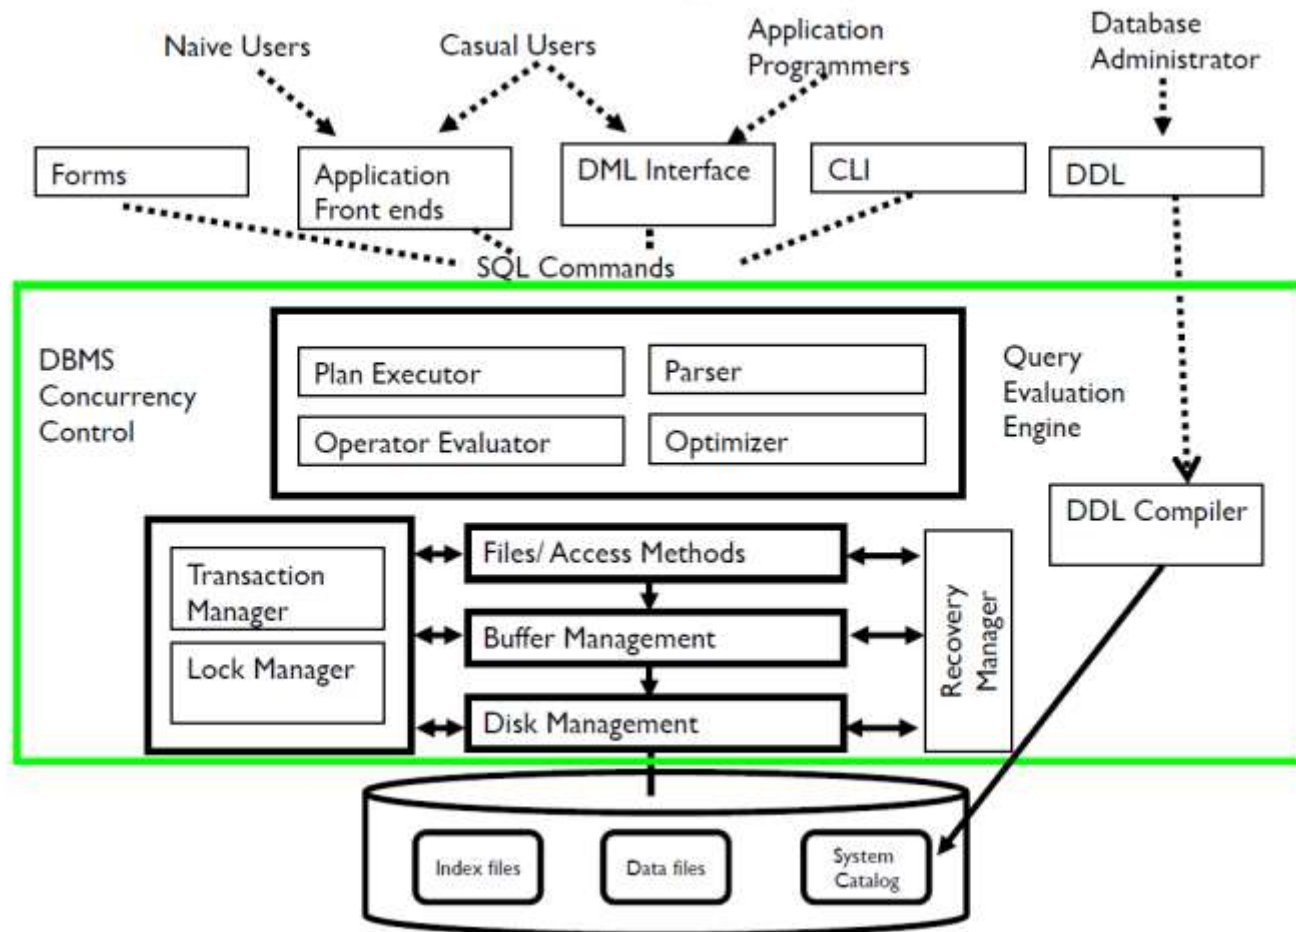 Naive Users
Casual Users
Application
Programmers
Database
Administrator
Forms
Application
Front ends
DML Interface
CLI
DDL
SQL Commands
DBMS
Concurrency
Control
Plan Executor
Parser
Operator Evaluator
Optimizer
Query
Evaluation
Engine
DDL Compiler
Transaction
Manager
Lock Manager
Files/ Access Methods
Buffer Management
Disk Management
Recovery
Manager
Index files
Data files
System
Catalog